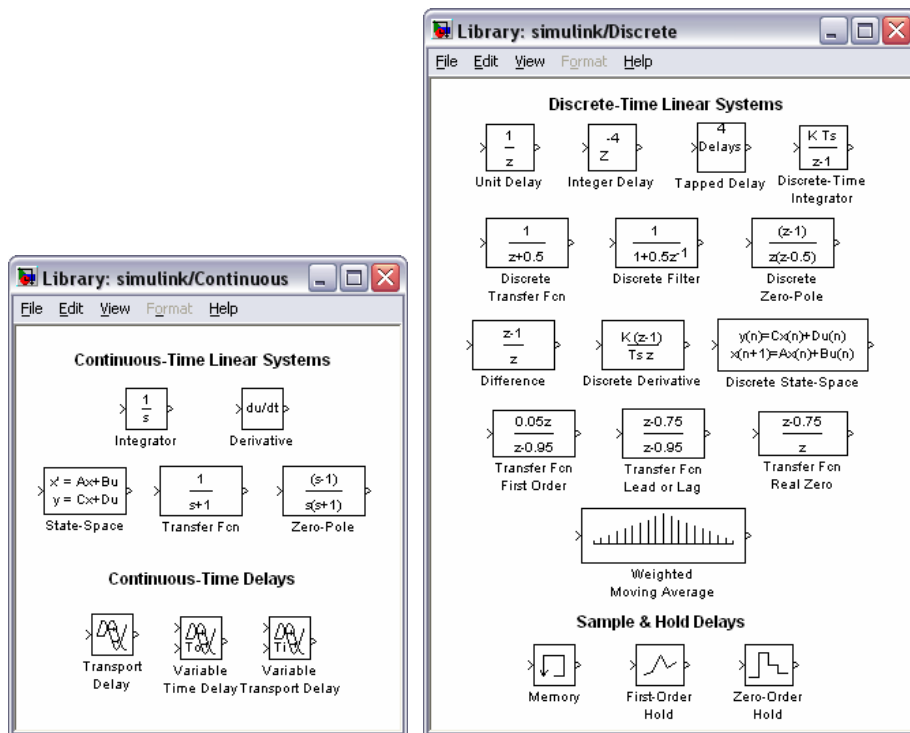 Library: simulink/Continuous
File Edit View Format Help
Continuous-Time Linear Systems
1
s
Integrator
du/dt
Derivative
x' = Ax+Bu
y = Cx+Du
State-Space
1
s+1
Transfer Fcn
(s-1)
s(s+1)
Zero-Pole
Continuous-Time Delays
Transport
Delay
To
Variable
Time Delay
Ti
Variable
Transport Delay
Library: simulink/Discrete
File Edit View Format Help
Discrete-Time Linear Systems
1
z
Unit Delay
-4
Z
Integer Delay
4
Delays
Tapped Delay
K Ts
z-1
Discrete-Time
Integrator
1
z+0.5
Discrete
Transfer Fcn
1
1+0.5z-1
Discrete Filter
(z-1)
z(z-0.5)
Discrete
Zero-Pole
z-1
z
Difference
K (z-1)
Ts z
Discrete Derivative
y(n)=Cx(n)+Du(n)
x(n+1)=Ax(n)+Bu(n)
Discrete State-Space
0.05z
z-0.95
Transfer Fcn
First Order
z-0.75
z-0.95
Transfer Fcn
Lead or Lag
z-0.75
z
Transfer Fcn
Real Zero
Weighted
Moving Average
Sample & Hold Delays
Memory
First-Order
Hold
Zero-Order
Hold